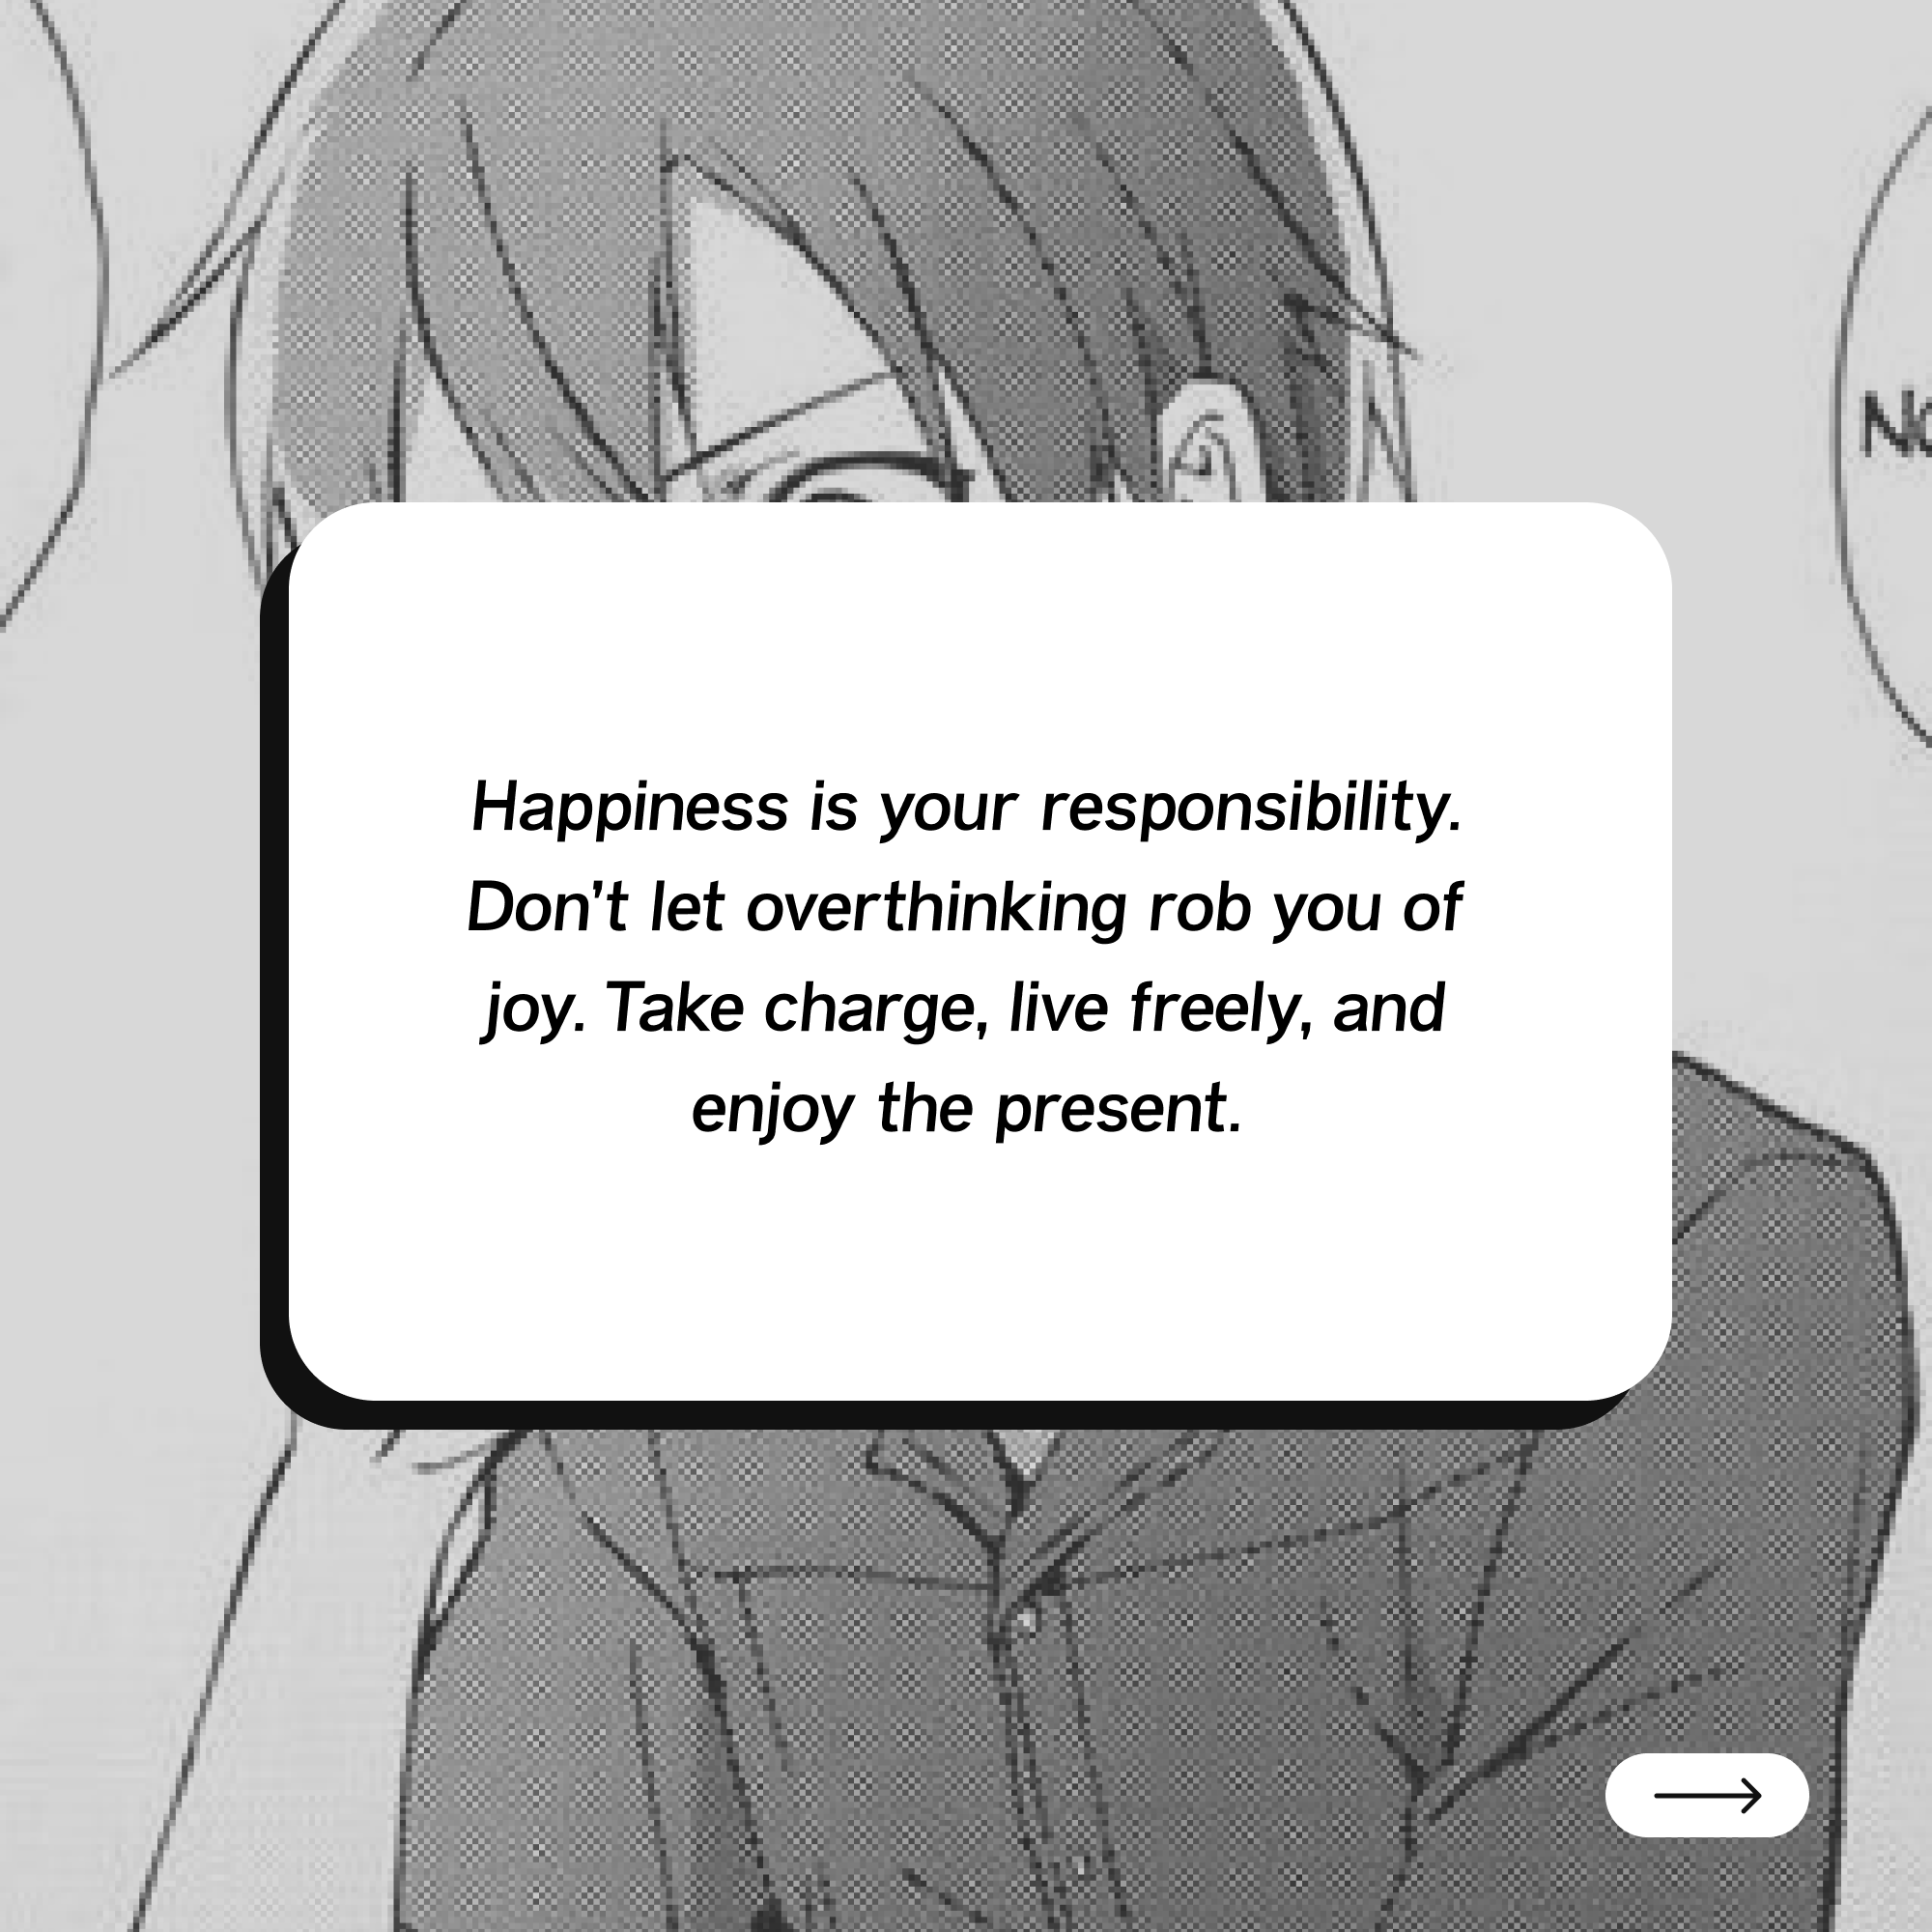 Happiness is your responsibility.
Don't let overthinking rob you of
joy. Take charge, live freely, and
enjoy the present.